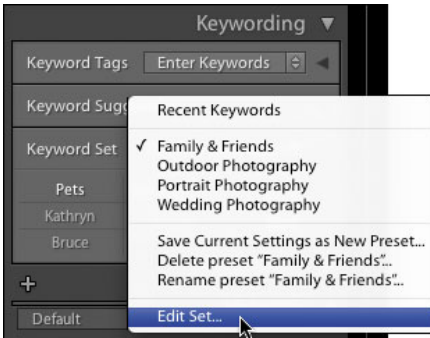 Keywording
Keyword Tags Enter Keywords
Keyword Sugg
Recent Keywords
Keyword Set ✓ Family & Friends
Outdoor Photography
Portrait Photography
Wedding Photography
Pets
Kathryn
Bruce
Save Current Settings as New Preset...
Delete preset “Family & Friends”...
Rename preset “Family & Friends”...
+
Default Edit Set...